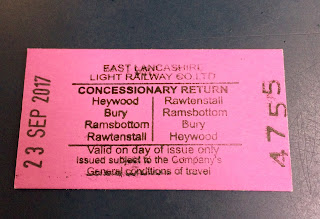 EAST LANCASHIRE
LIGHT RAILWAY CO.LTD
CONCESSIONARY RETURN
Heywood Rawtenstall
Bury Ramsbottom
Ramsbottom Bury
Rawtenstall Heywood
Valid on day of issue only
issued subject to the Company's
General conditions of travel
23 SEP 2017
4755